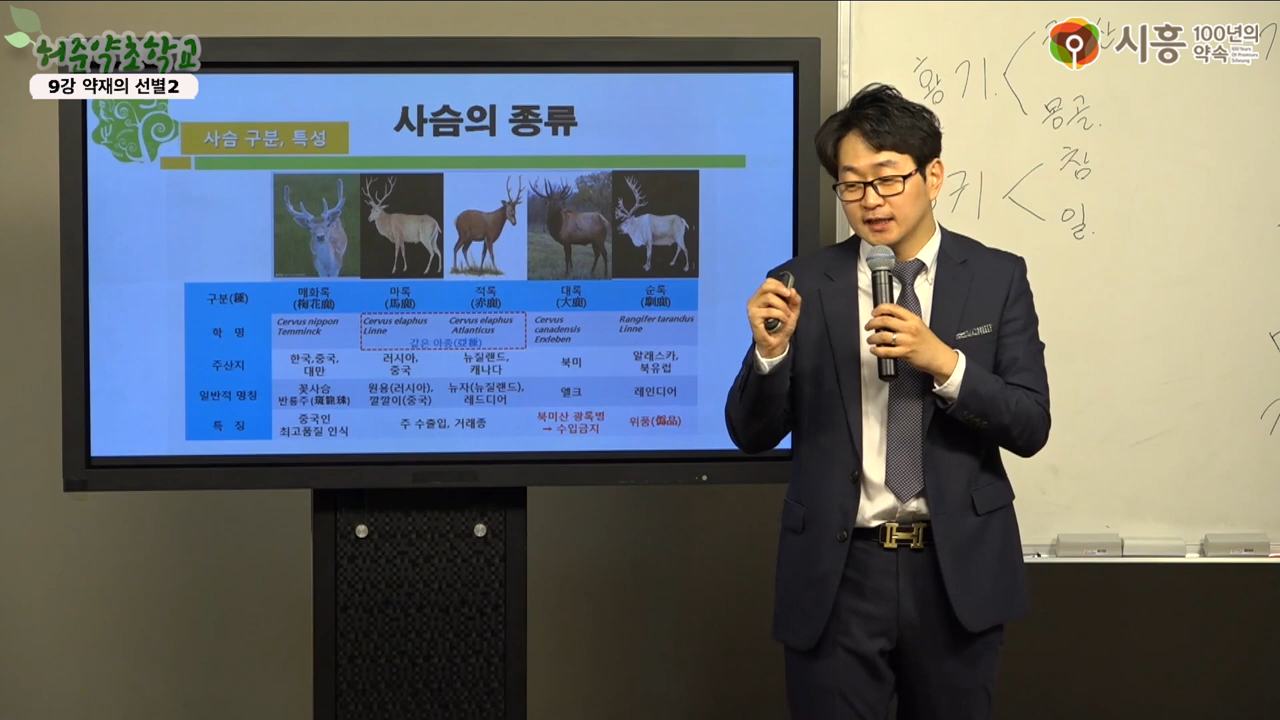 허준약초학교
9강 약재의 선별2
시흥
100년의
약속
사슴의 종류
사슴 구분, 특성
구분(種) 매화록 마록 적록 대록 순록
(梅花鹿) (馬鹿) (赤鹿) (大鹿) (馴鹿)
학 명 Cervus nippon Temminck Cervus elaphus Linne Cervus elaphus Atlanticus Cervus canadensis Erxleben Rangifer tarandus Linne
같은 아종(亞種)
주산지 한국,중국, 대만 러시아, 중국 뉴질랜드, 캐나다 북미 알래스카, 북유럽
일반적 명칭 꽃사슴 반룡주(斑龍珠) 원용(러시아), 깔깔이(중국) 뉴자(뉴질랜드), 레드디어 엘크 레인디어
특 징 중국인 최고품질 인식 주 수출입, 거래종 북미산 광록병 → 수입금지 위품(僞品)
황기
몽골.
참
키
일.